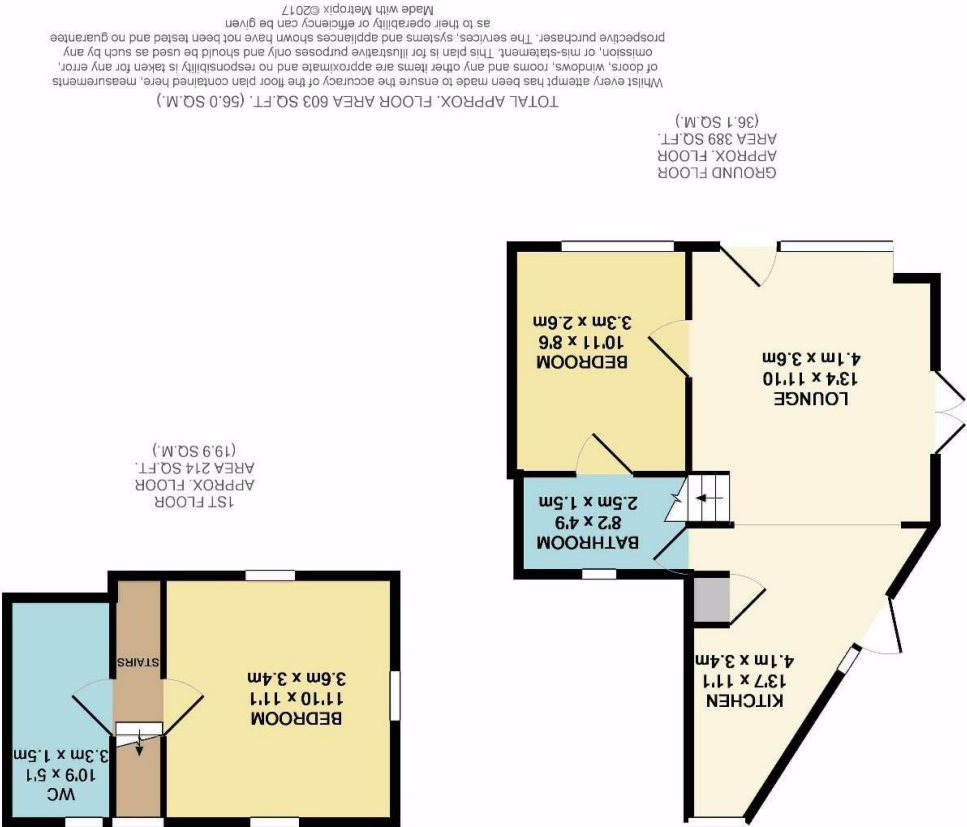 KITCHEN
13'7 x 11'1
4.1m x 3.4m
BATHROOM
8'2 x 4'9
2.5m x 1.5m
LOUNGE
13'4 x 11'10
4.1m x 3.6m
BEDROOM
10'11 x 8'6
3.3m x 2.6m
GROUND FLOOR
APPROX. FLOOR
AREA 389 SQ.FT.
(36.1 SQ.M.)
WC
10'9 x 5'1
3.3m x 1.5m
BEDROOM
11'10 x 11'1
3.6m x 3.4m
STAIRS
1ST FLOOR
APPROX. FLOOR
AREA 214 SQ.FT.
(19.9 SQ.M.)
TOTAL APPROX. FLOOR AREA 603 SQ.FT. (56.0 SQ.M.)
Whilst every attempt has been made to ensure the accuracy of the floor plan contained here, measurements
of doors, windows, rooms and any other items are approximate and no responsibility is taken for any error,
omission, or mis-statement. This plan is for illustrative purposes only and should be used as such by any
prospective purchaser. The services, systems and appliances shown have not been tested and no guarantee
as to their operability or efficiency can be given
Made with Metropix ©2017